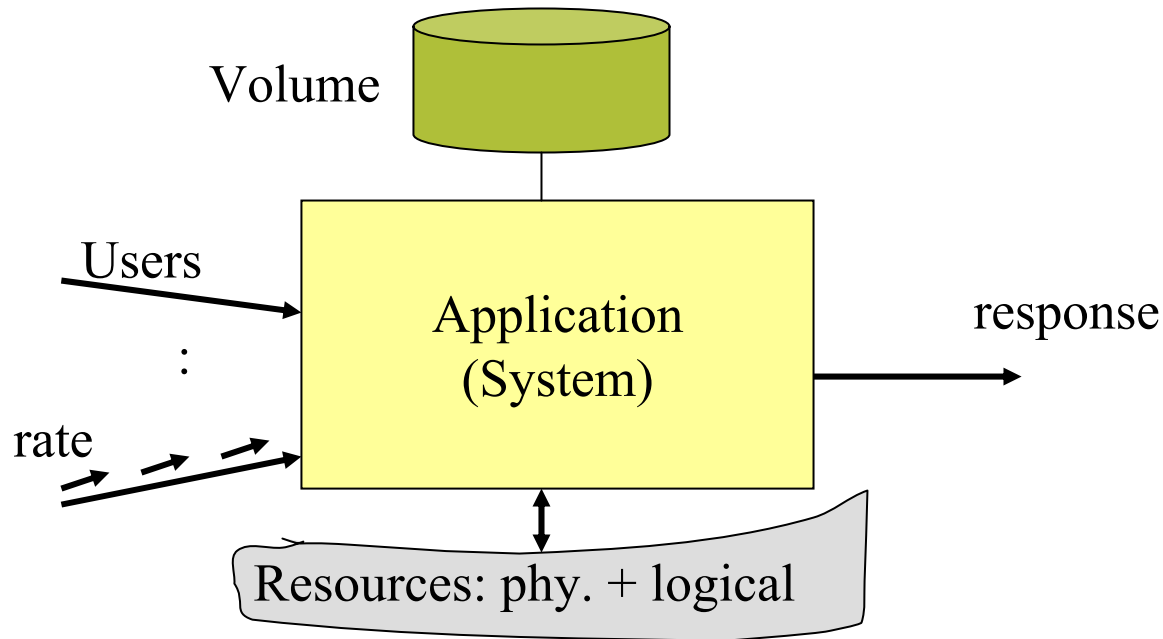 Volume
Users
Application
(System)
response
:
rate
Resources: phy. + logical